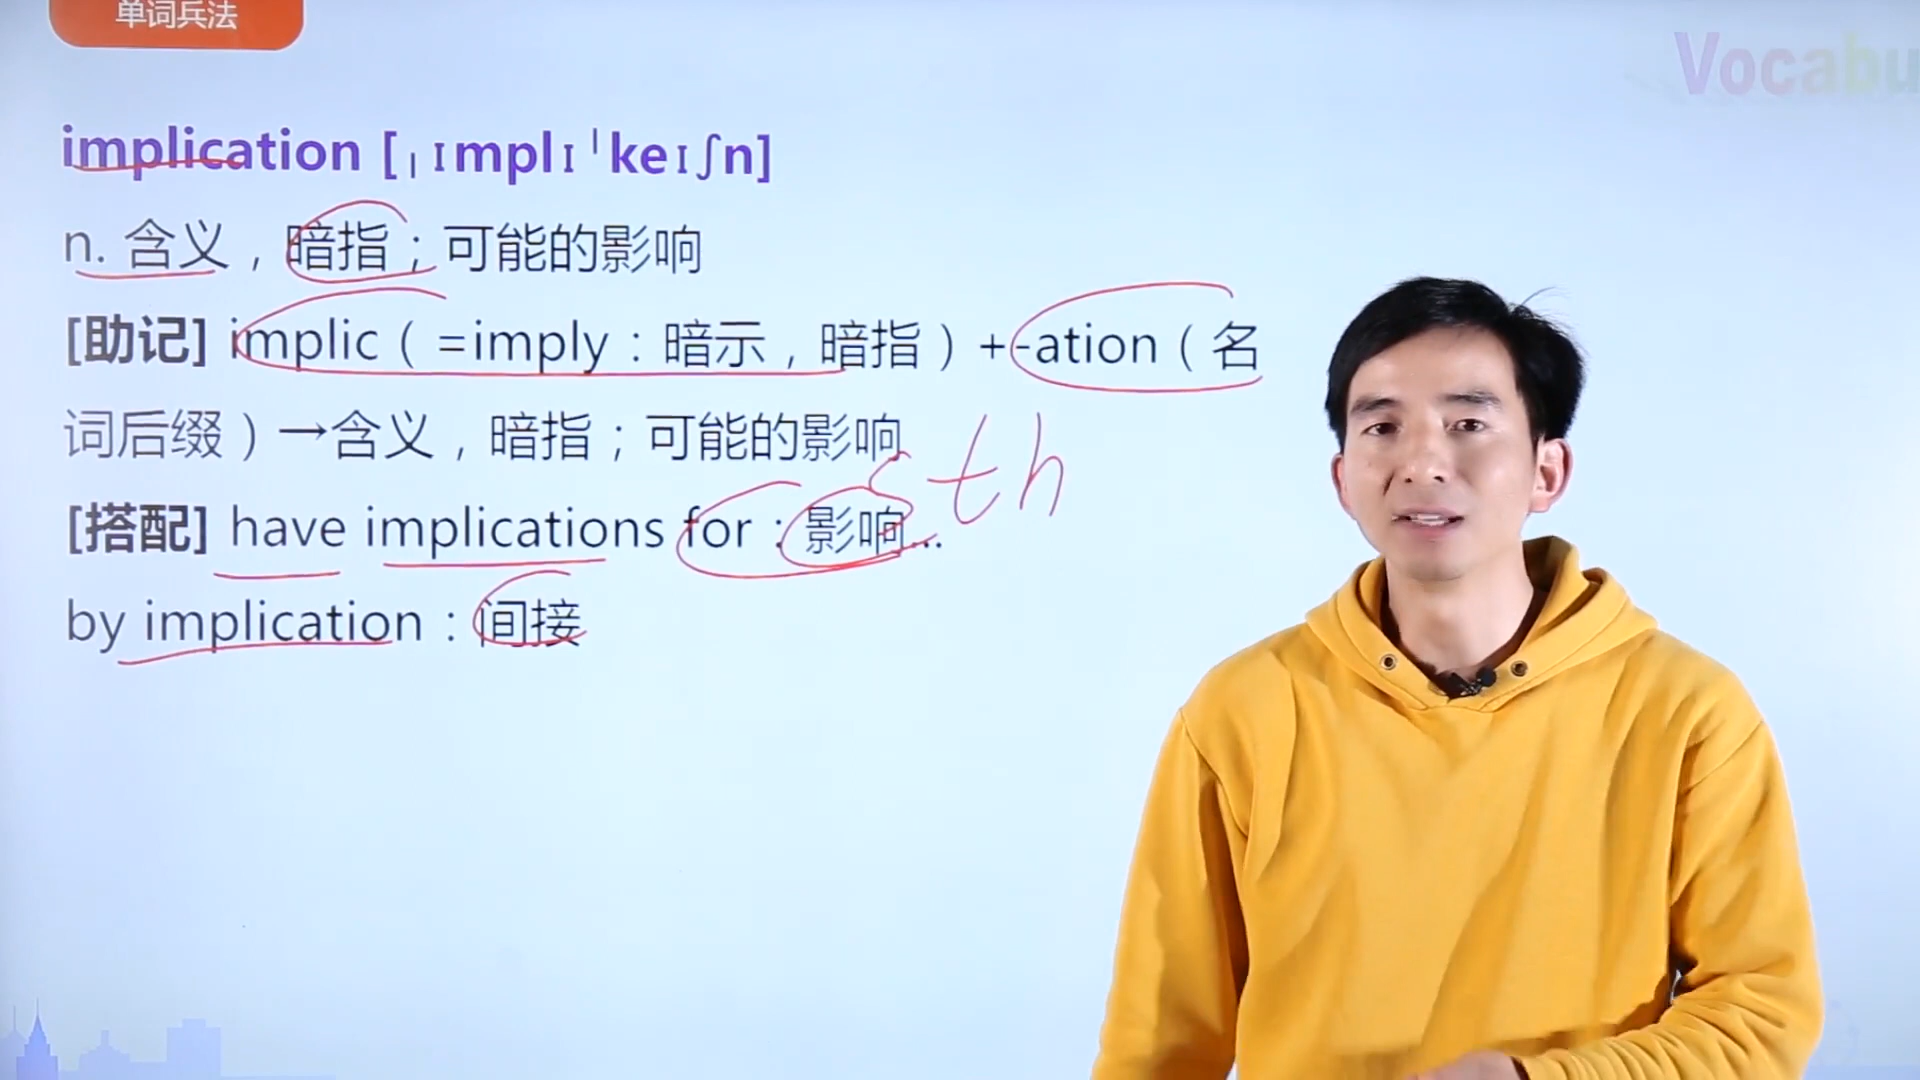 单词兵法
Vocabu
implication [ˌɪmplɪˈkeɪʃn]
n. 含义，暗指；可能的影响
[助记] implic（=imply：暗示，暗指）+-ation（名
词后缀）→含义，暗指；可能的影响
sth
[搭配] have implications for：影响...
by implication：间接